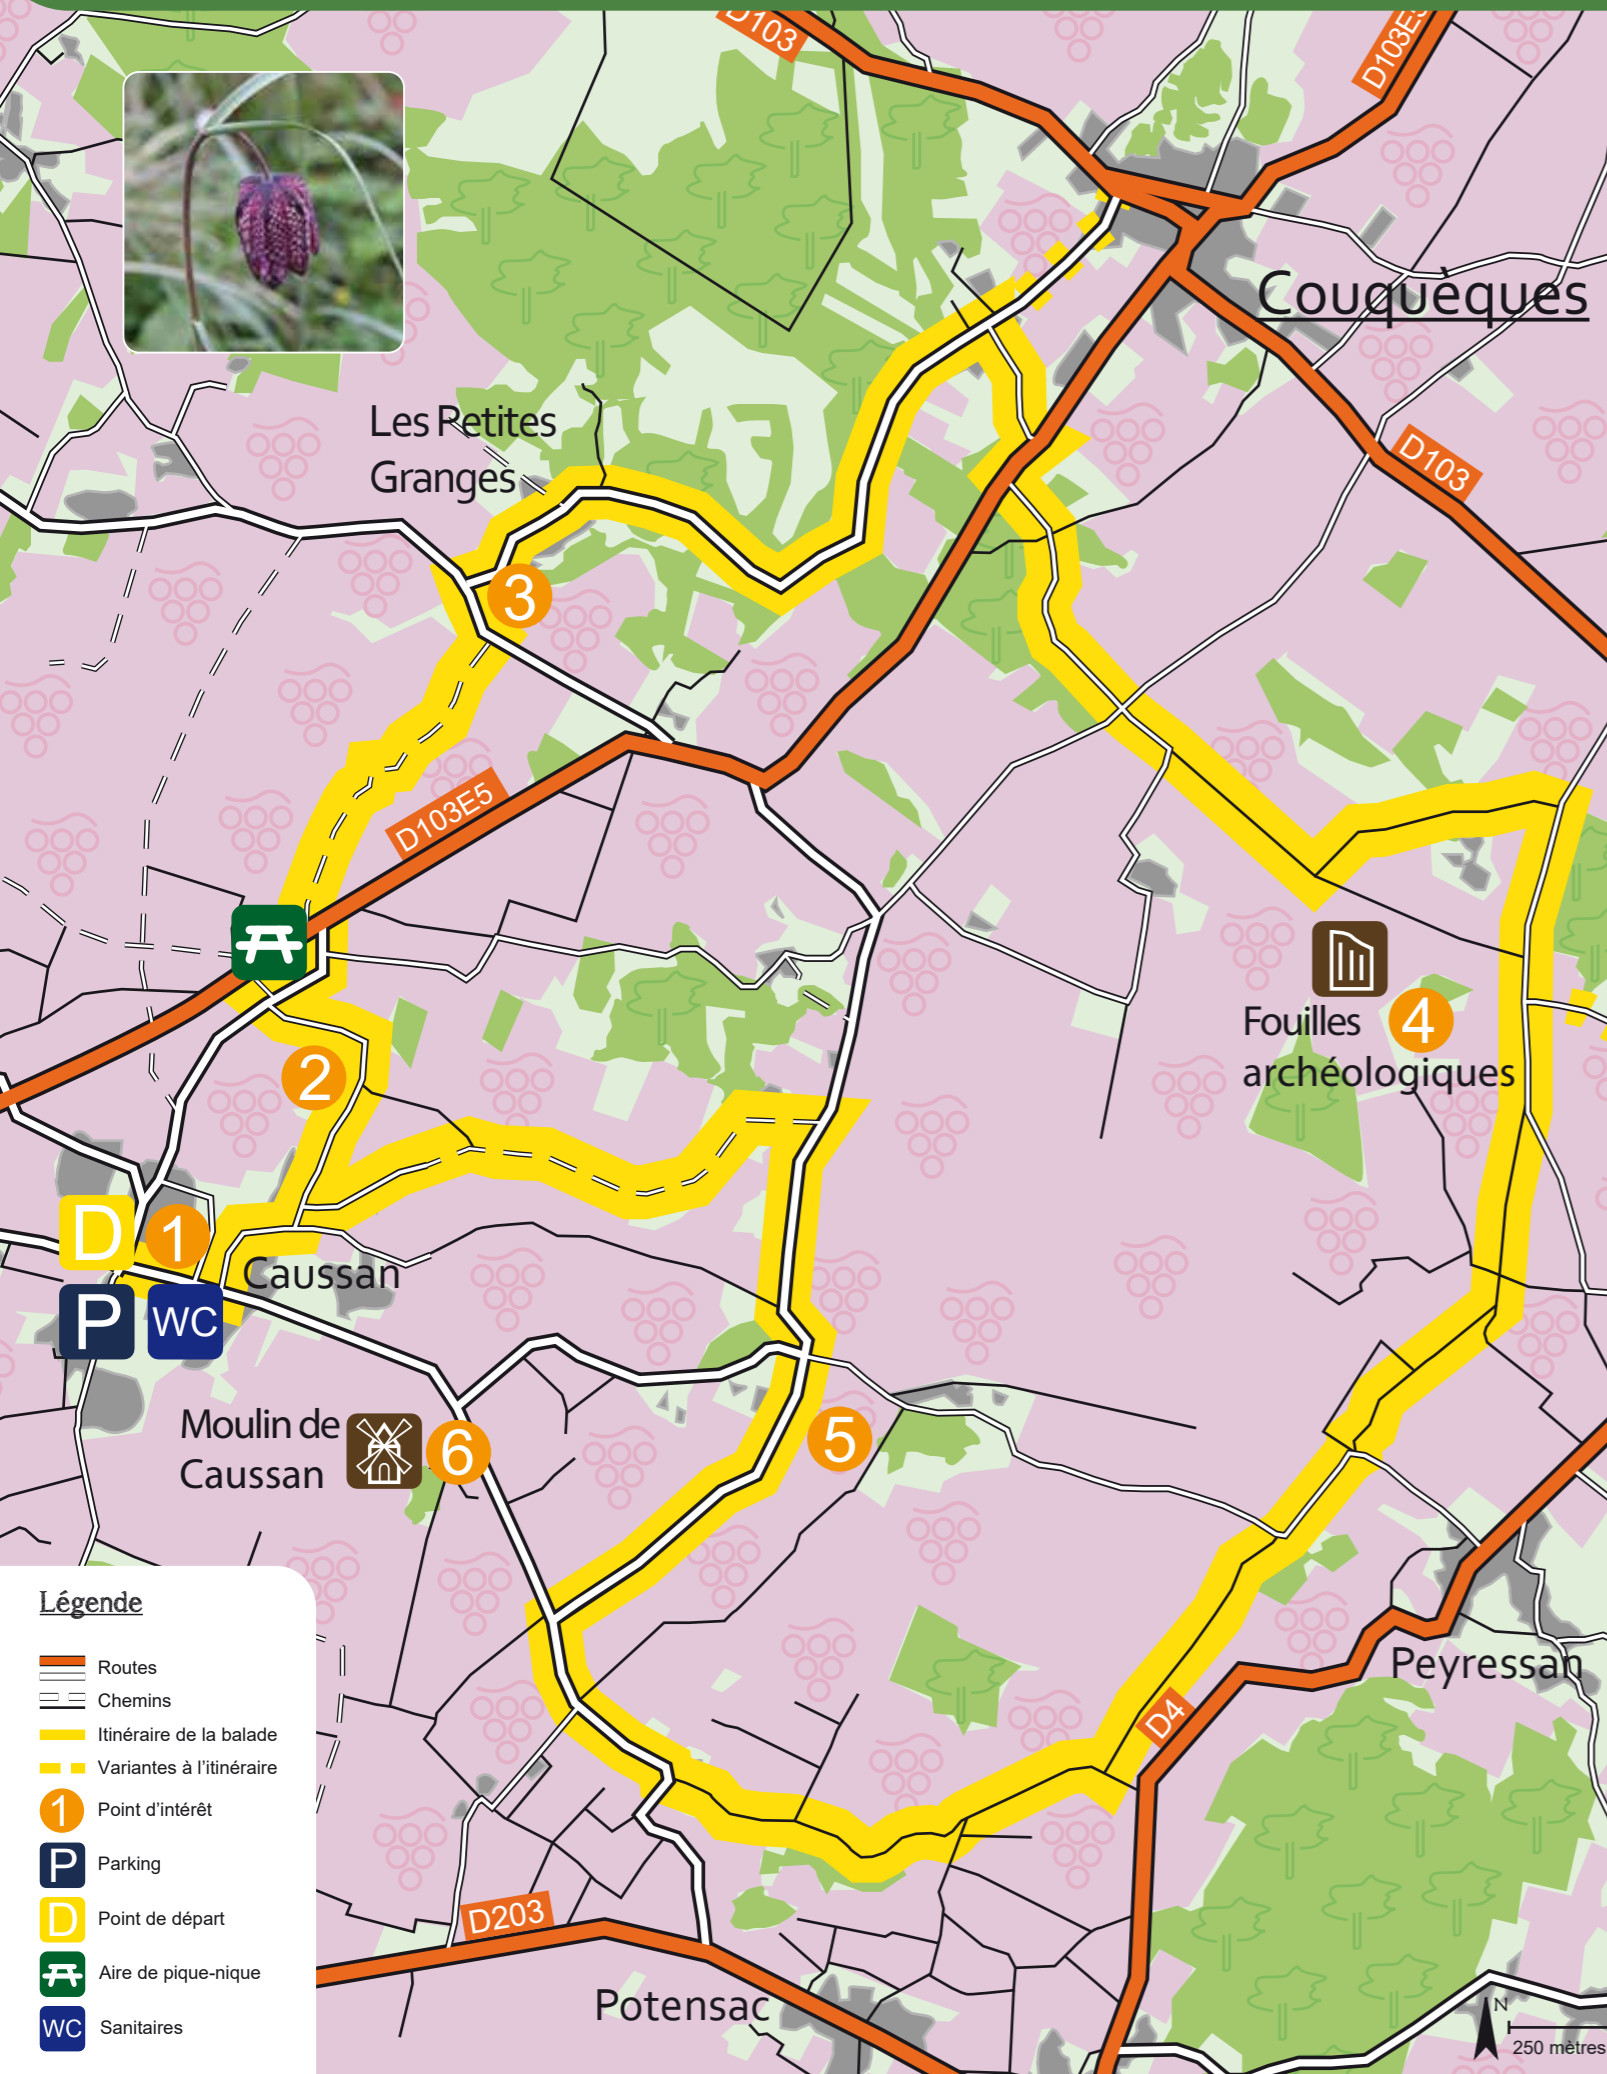 D103
D103E5
Couquèques
Les Petites
Granges
D103
3
D103E5
Fouilles
4
archéologiques
2
D
1
Caussan
P
WC
Moulin de
Caussan
6
5
Peyressan
D4
D203
Potensac
Légende
Routes
Chemins
Itinéraire de la balade
Variantes à l'itinéraire
1
Point d'intérêt
P
Parking
D
Point de départ
Aire de pique-nique
WC
Sanitaires
N
250 mètres